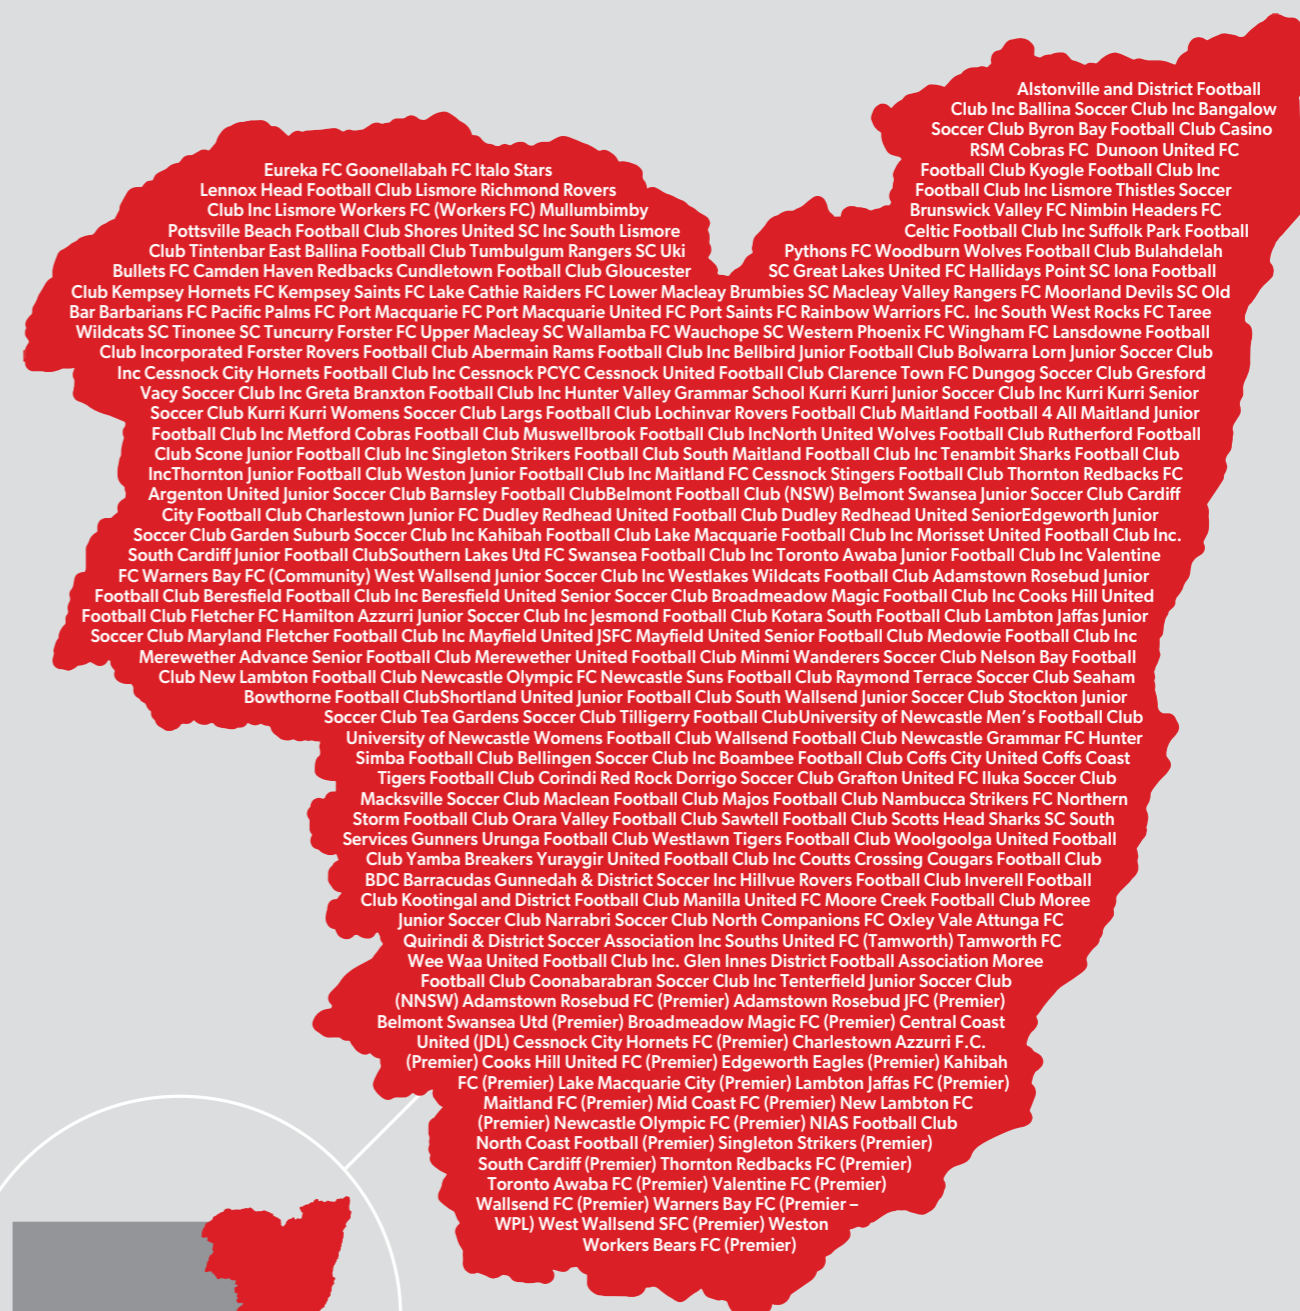 Alstonville and District Football
Club Inc Ballina Soccer Club Inc Bangalow
Soccer Club Byron Bay Football Club Casino
RSM Cobras FC Dunoon United FC
Eureka FC Goonellabah FC Italo Stars Football Club Kyogle Football Club Inc
Lennox Head Football Club Lismore Richmond Rovers Football Club Inc Lismore Thistles Soccer
Club Inc Lismore Workers FC (Workers FC) Mullumbimby Brunswick Valley FC Nimbin Headers FC
Pottsville Beach Football Club Shores United SC Inc South Lismore Celtic Football Club Inc Suffolk Park Football
Club Tintenbar East Ballina Football Club Tumbulgum Rangers SC Uki Pythons FC Woodburn Wolves Football Club Bulahdelah
Bullets FC Camden Haven Redbacks Cundletown Football Club Gloucester SC Great Lakes United FC Hallidays Point SC Iona Football
Club Kempsey Hornets FC Kempsey Saints FC Lake Cathie Raiders FC Lower Macleay Brumbies SC Macleay Valley Rangers FC Moorland Devils SC Old
Bar Barbarians FC Pacific Palms FC Port Macquarie FC Port Macquarie United FC Port Saints FC Rainbow Warriors FC. Inc South West Rocks FC Taree
Wildcats SC Tinonee SC Tuncurry Forster FC Upper Macleay SC Wallamba FC Wauchope SC Western Phoenix FC Wingham FC Lansdowne Football
Club Incorporated Forster Rovers Football Club Abermain Rams Football Club Inc Bellbird Junior Football Club Bolwarra Lorn Junior Soccer Club
Inc Cessnock City Hornets Football Club Inc Cessnock PCYC Cessnock United Football Club Clarence Town FC Dungog Soccer Club Gresford
Vacy Soccer Club Inc Greta Branxton Football Club Inc Hunter Valley Grammar School Kurri Kurri Junior Soccer Club Inc Kurri Kurri Senior
Soccer Club Kurri Kurri Womens Soccer Club Largs Football Club Lochinvar Rovers Football Club Maitland Football 4 All Maitland Junior
Football Club Inc Metford Cobras Football Club Muswellbrook Football Club IncNorth United Wolves Football Club Rutherford Football
Club Scone Junior Football Club Inc Singleton Strikers Football Club South Maitland Football Club Inc Tenambit Sharks Football Club
IncThornton Junior Football Club Weston Junior Football Club Inc Maitland FC Cessnock Stingers Football Club Thornton Redbacks FC
Argenton United Junior Soccer Club Barnsley Football ClubBelmont Football Club (NSW) Belmont Swansea Junior Soccer Club Cardiff
City Football Club Charlestown Junior FC Dudley Redhead United Football Club Dudley Redhead United SeniorEdgeworth Junior
Soccer Club Garden Suburb Soccer Club Inc Kahibah Football Club Lake Macquarie Football Club Inc Morisset United Football Club Inc.
South Cardiff Junior Football ClubSouthern Lakes Utd FC Swansea Football Club Inc Toronto Awaba Junior Football Club Inc Valentine
FC Warners Bay FC (Community) West Wallsend Junior Soccer Club Inc Westlakes Wildcats Football Club Adamstown Rosebud Junior
Football Club Beresfield Football Club Inc Beresfield United Senior Soccer Club Broadmeadow Magic Football Club Inc Cooks Hill United
Football Club Fletcher FC Hamilton Azzurri Junior Soccer Club Inc Jesmond Football Club Kotara South Football Club Lambton Jaffas Junior
Soccer Club Maryland Fletcher Football Club Inc Mayfield United JSFC Mayfield United Senior Football Club Medowie Football Club Inc
Merewether Advance Senior Football Club Merewether United Football Club Minmi Wanderers Soccer Club Nelson Bay Football
Club New Lambton Football Club Newcastle Olympic FC Newcastle Suns Football Club Raymond Terrace Soccer Club Seaham
Bowthorne Football ClubShortland United Junior Football Club South Wallsend Junior Soccer Club Stockton Junior
Soccer Club Tea Gardens Soccer Club Tilligerry Football ClubUniversity of Newcastle Men's Football Club
University of Newcastle Womens Football Club Wallsend Football Club Newcastle Grammar FC Hunter
Simba Football Club Bellingen Soccer Club Inc Boambee Football Club Coffs City United Coffs Coast
Tigers Football Club Corindi Red Rock Dorrigo Soccer Club Grafton United FC Iluka Soccer Club
Macksville Soccer Club Maclean Football Club Majos Football Club Nambucca Strikers FC Northern
Storm Football Club Orara Valley Football Club Sawtell Football Club Scotts Head Sharks SC South
Services Gunners Urunga Football Club Westlawn Tigers Football Club Woolgoolga United Football
Club Yamba Breakers Yuraygir United Football Club Inc Coutts Crossing Cougars Football Club
BDC Barracudas Gunnedah & District Soccer Inc Hillvue Rovers Football Club Inverell Football
Club Kootingal and District Football Club Manilla United FC Moore Creek Football Club Moree
Junior Soccer Club Narrabri Soccer Club North Companions FC Oxley Vale Attunga FC
Quirindi & District Soccer Association Inc Souths United FC (Tamworth) Tamworth FC
Wee Waa United Football Club Inc. Glen Innes District Football Association Moree
Football Club Coonabarabran Soccer Club Inc Tenterfield Junior Soccer Club
(NNSW) Adamstown Rosebud FC (Premier) Adamstown Rosebud JFC (Premier)
Belmont Swansea Utd (Premier) Broadmeadow Magic FC (Premier) Central Coast
United (JDL) Cessnock City Hornets FC (Premier) Charlestown Azzurri F.C.
(Premier) Cooks Hill United FC (Premier) Edgeworth Eagles (Premier) Kahibah
FC (Premier) Lake Macquarie City (Premier) Lambton Jaffas FC (Premier)
Maitland FC (Premier) Mid Coast FC (Premier) New Lambton FC
(Premier) Newcastle Olympic FC (Premier) NIAS Football Club
North Coast Football (Premier) Singleton Strikers (Premier)
South Cardiff (Premier) Thornton Redbacks FC (Premier)
Toronto Awaba FC (Premier) Valentine FC (Premier)
Wallsend FC (Premier) Warners Bay FC (Premier –
WPL) West Wallsend SFC (Premier) Weston
Workers Bears FC (Premier)